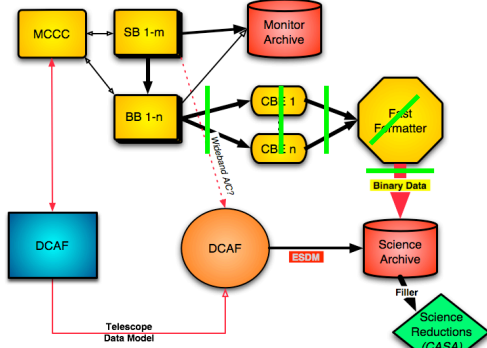 MCCC
SB 1-m
Monitor
Archive
BB 1-n
CBE 1
CBE n
Fast
Formatter
Wideband A/C?
Binary Data
DCAF
DCAF
ESDM
Science
Archive
Filler
Telescope
Data Model
Science
Reductions
(CASA)